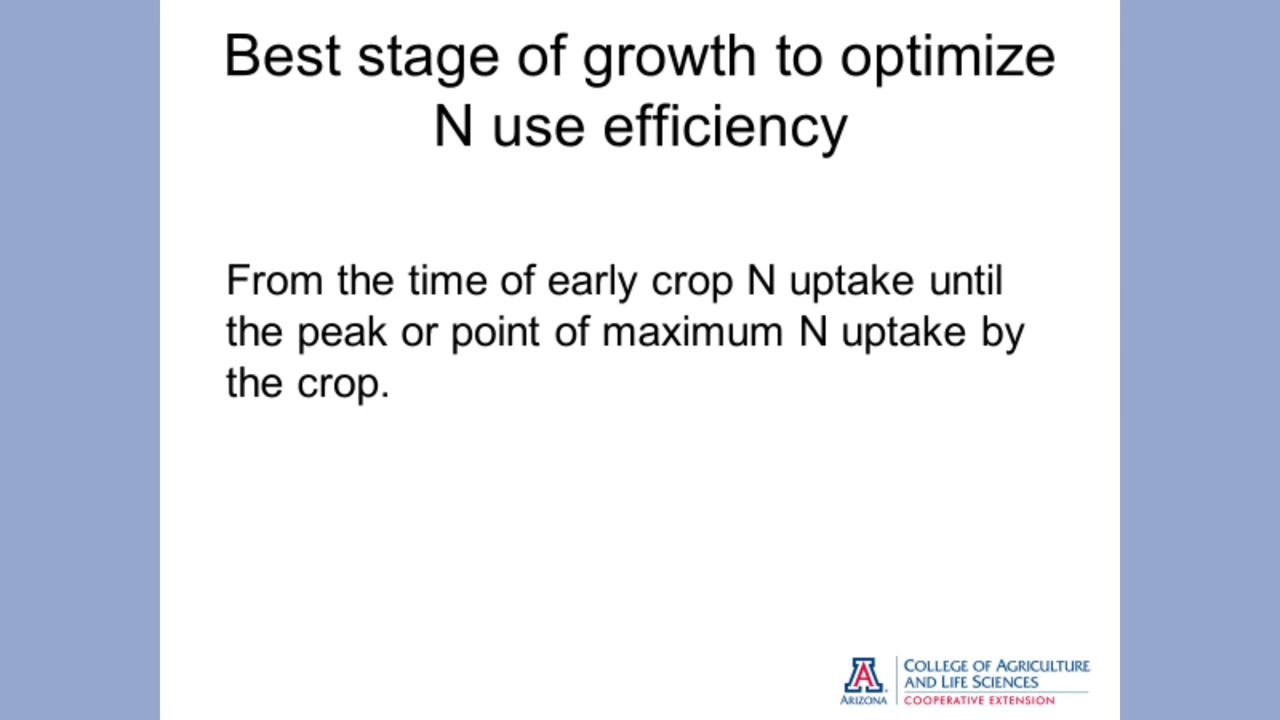 Best stage of growth to optimize
N use efficiency
From the time of early crop N uptake until
the peak or point of maximum N uptake by
the crop.
A
ARIZONA
COLLEGE OF AGRICULTURE
AND LIFE SCIENCES
COOPERATIVE EXTENSION